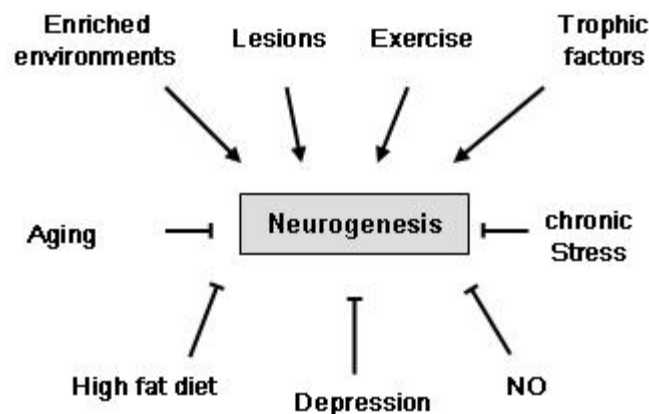 Enriched
environments
Lesions
Exercise
Trophic
factors
Neurogenesis
Aging
chronic
Stress
High fat diet
Depression
NO